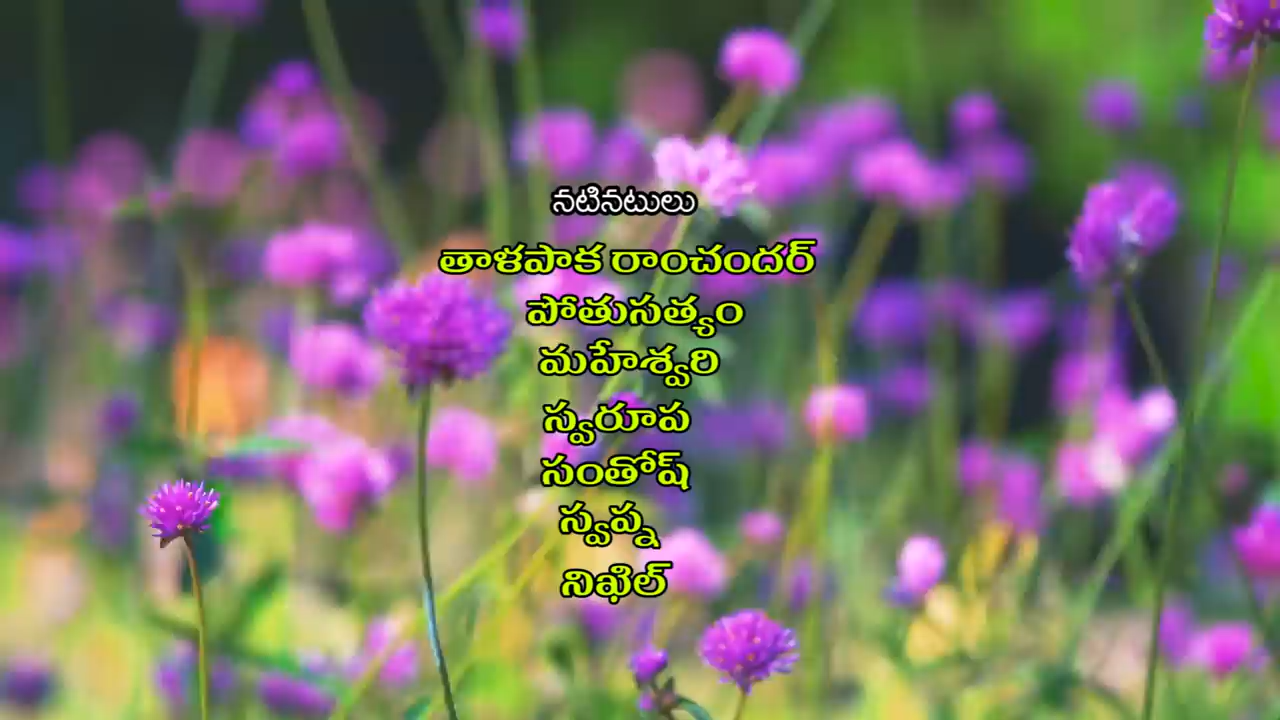 నటినటులు
తాళపాక రాంచందర్
పోతుసత్యం
మహేశ్వరి
స్వరూప
సంతోష్
స్వప్న
నిఖిల్